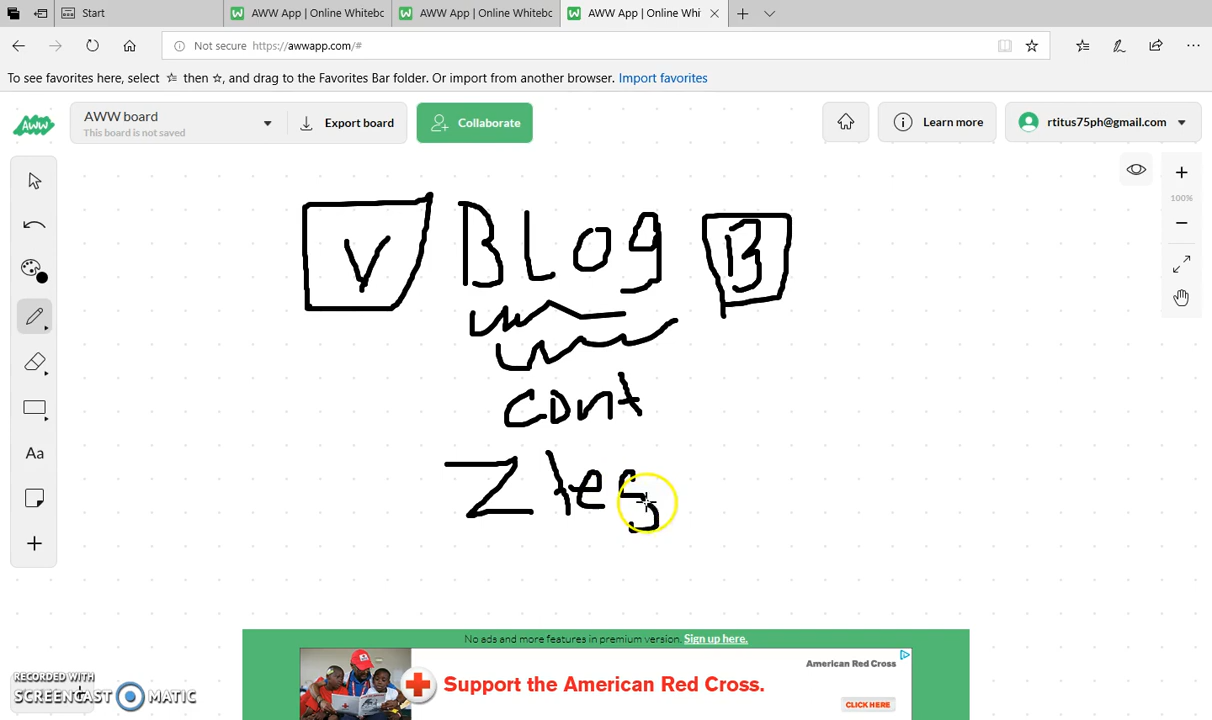 Start
AWW App | Online Whiteb
AWW App | Online Whiteb
AWW App | Online Whi
Not secure https://awwapp.com/#
To see favorites here, select then, and drag to the Favorites Bar folder. Or import from another browser. Import favorites
AWW
AWW board
This board is not saved
Export board
Collaborate
Learn more
rtitus75ph@gmail.com
100%
V BLog B
cont
Aa
No ads and more features in premium version. Sign up here.
American Red Cross
Support the American Red Cross.
CLICK HERE
RECORDED WITH
SCREENCAST MATIC